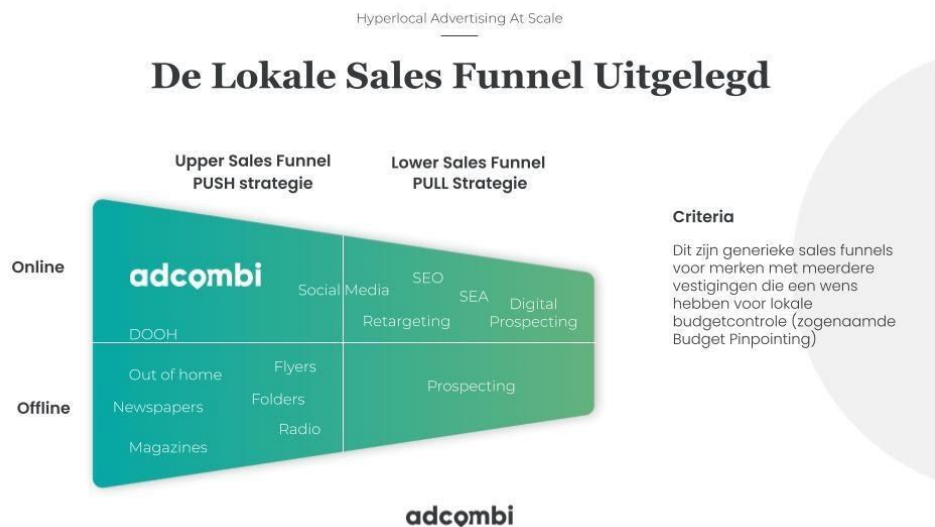 Hyperlocal Advertising At Scale
De Lokale Sales Funnel Uitgelegd
Upper Sales Funnel
PUSH strategie
Lower Sales Funnel
PULL Strategie
Online
adcombi
Social Media
SEO
SEA
Digital
Prospecting
Retargeting
DOOH
Offline
Out of home
Flyers
Newspapers
Folders
Radio
Magazines
Prospecting
Criteria
Dit zijn generieke sales funnels
voor merken met meerdere
vestigingen die een wens
hebben voor lokale
budgetcontrole (zogenaamde
Budget Pinpointing)
adcombi